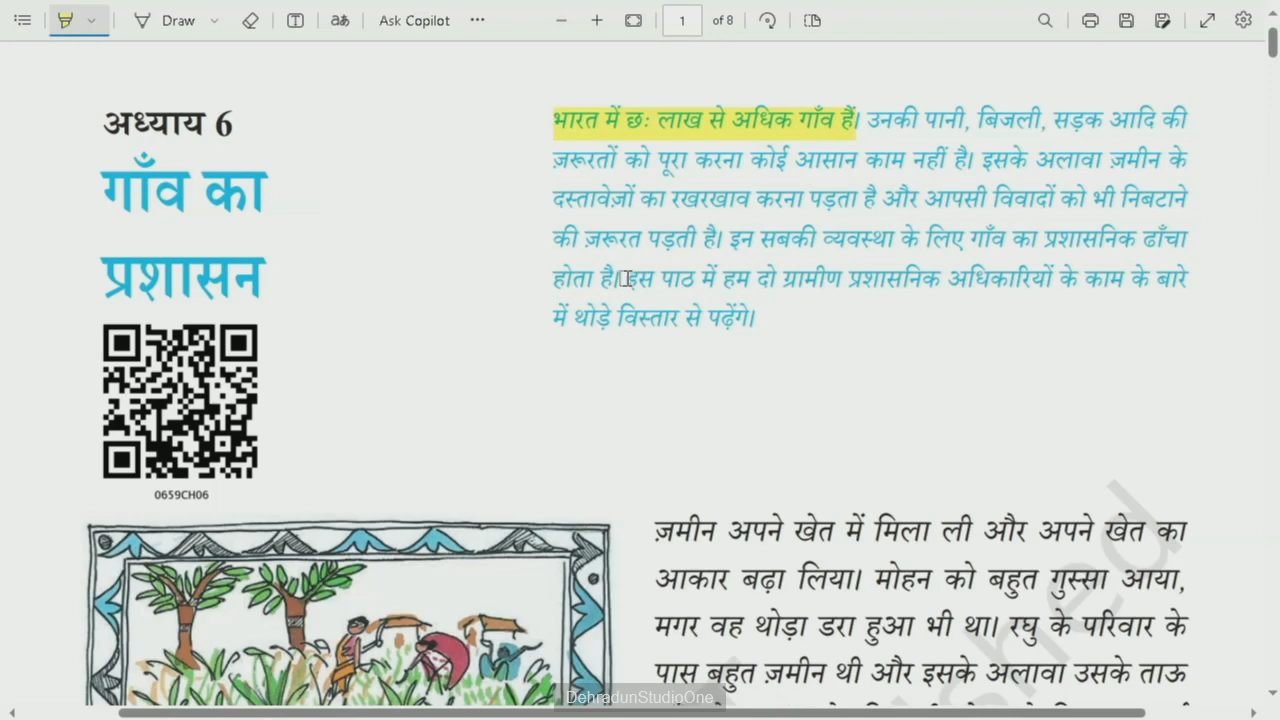 Draw
Ask Copilot
1 of 8
अध्याय 6
गाँव का
प्रशासन
0659CH06
भारत में छः लाख से अधिक गाँव हैं। उनकी पानी, बिजली, सड़क आदि की
ज़रूरतों को पूरा करना कोई आसान काम नहीं है। इसके अलावा ज़मीन के
दस्तावेज़ों का रखरखाव करना पड़ता है और आपसी विवादों को भी निबटाने
की ज़रूरत पड़ती है। इन सबकी व्यवस्था के लिए गाँव का प्रशासनिक ढाँचा
होता है। इस पाठ में हम दो ग्रामीण प्रशासनिक अधिकारियों के काम के बारे
में थोड़े विस्तार से पढ़ेंगे।
ज़मीन अपने खेत में मिला ली और अपने खेत का
आकार बढ़ा लिया। मोहन को बहुत गुस्सा आया,
मगर वह थोड़ा डरा हुआ भी था। रघु के परिवार के
पास बहुत ज़मीन थी और इसके अलावा उसके ताऊ
DehradunStudioOne